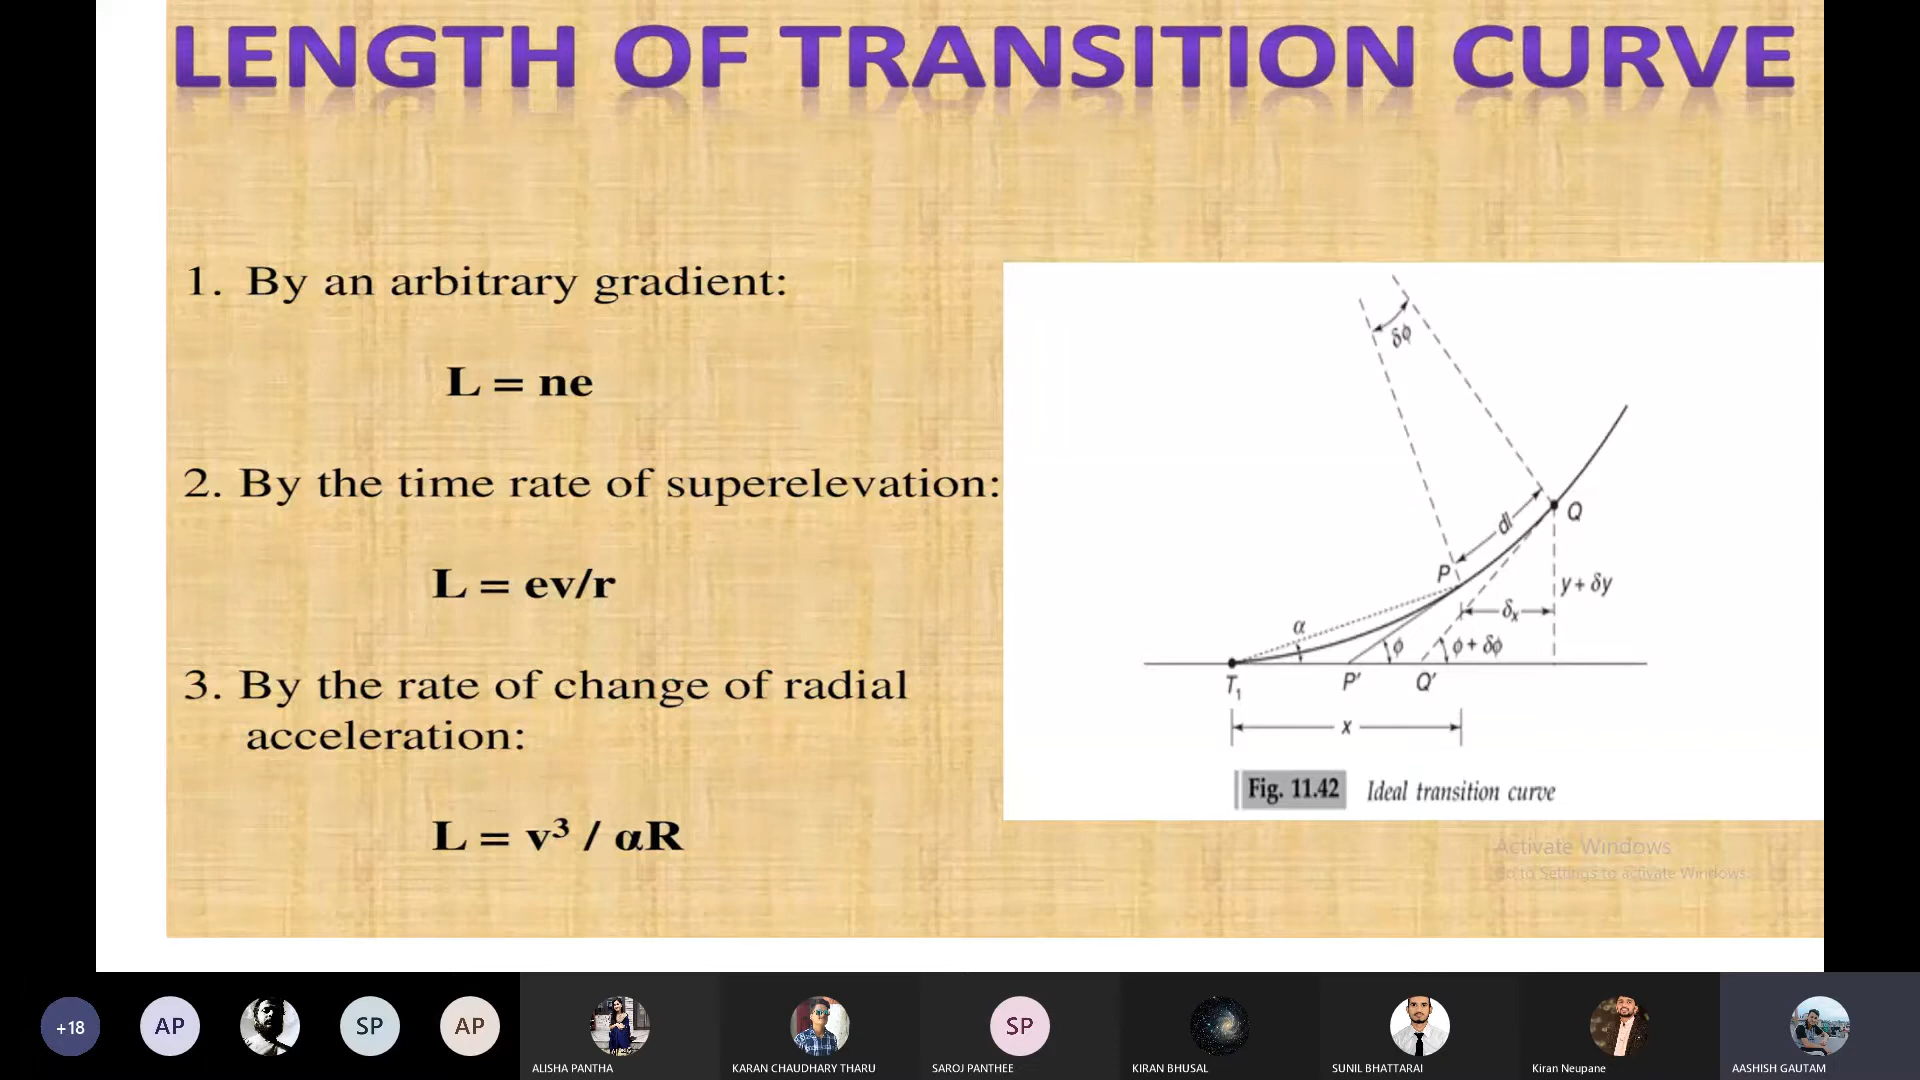 LENGTH OF TRANSITION CURVE
1. By an arbitrary gradient:
L = ne
2. By the time rate of superelevation:
L = ev/r
3. By the rate of change of radial
acceleration:
L = v³ / αR
δϕ
dl
Q
P
y + δy
δx
α
ϕ
ϕ + δϕ
T₁
P′
Q′
x
Fig. 11.42 Ideal transition curve
Activate Windows
Go to Settings to activate Windows.
+18
AP
SP
AP
SP
ALISHA PANTHA
KARAN CHAUDHARY THARU
SAROJ PANTHEE
KIRAN BHUSAL
SUNIL BHATTARAI
Kiran Neupane
AASHISH GAUTAM